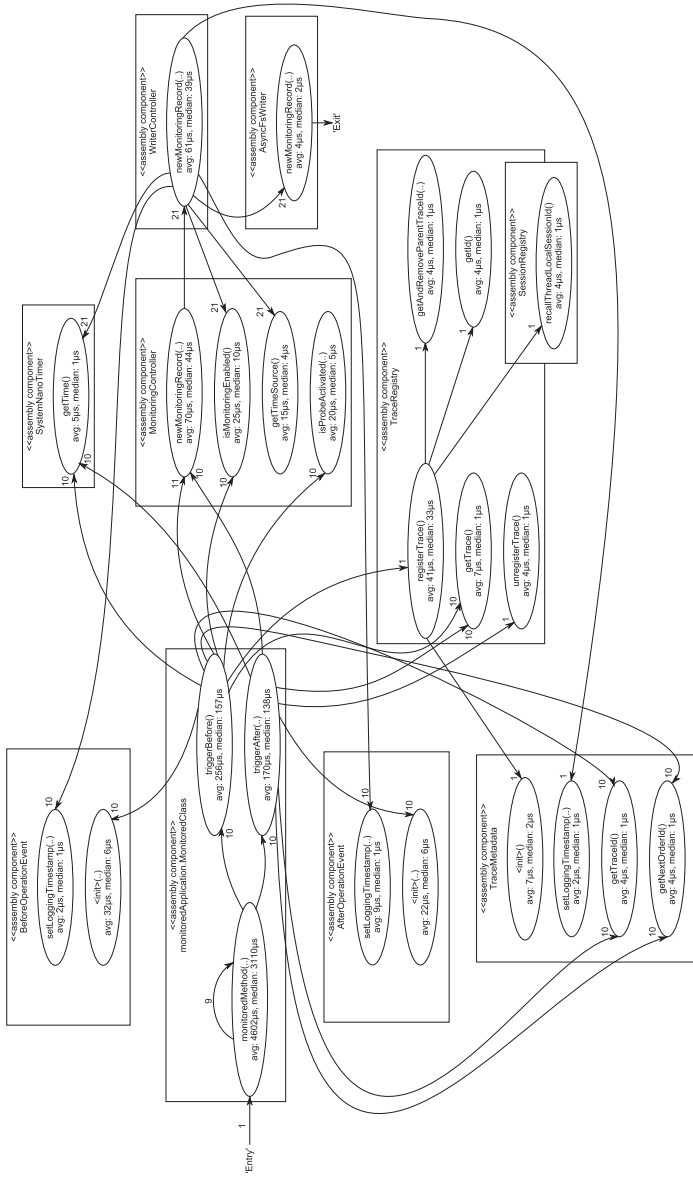 'Entry'
1
<<assembly component>>
monitoredApplication.MonitoredClass
monitoredMethod(..)
avg: 4602µs, median: 3110µs
9
10
triggerBefore()
avg: 256µs, median: 157µs
10
triggerAfter(..)
avg: 170µs, median: 138µs
<<assembly component>>
BeforeOperationEvent
setLoggingTimestamp(..)
avg: 2µs, median: 1µs
10
<init>(..)
avg: 32µs, median: 6µs
10
<<assembly component>>
AfterOperationEvent
setLoggingTimestamp(..)
avg: 9µs, median: 1µs
10
<init>(..)
avg: 22µs, median: 6µs
10
<<assembly component>>
TraceMetadata
<init>()
avg: 7µs, median: 2µs
1
setLoggingTimestamp(..)
avg: 2µs, median: 1µs
1
getTraceId()
avg: 4µs, median: 1µs
10
10
getNextOrderId()
avg: 4µs, median: 1µs
10
10
<<assembly component>>
SystemNanoTimer
getTime()
avg: 5µs, median: 1µs
10
10
21
<<assembly component>>
MonitoringController
newMonitoringRecord(..)
avg: 70µs, median: 44µs
11
10
isMonitoringEnabled()
avg: 25µs, median: 10µs
10
21
getTimeSource()
avg: 15µs, median: 4µs
21
isProbeActivated(..)
avg: 20µs, median: 5µs
10
<<assembly component>>
TraceRegistry
registerTrace()
avg: 41µs, median: 33µs
1
getTrace()
avg: 7µs, median: 1µs
10
10
unregisterTrace()
avg: 4µs, median: 1µs
1
getAndRemoveParentTraceId(..)
avg: 4µs, median: 1µs
1
getId()
avg: 4µs, median: 1µs
1
<<assembly component>>
SessionRegistry
recallThreadLocalSessionId()
avg: 4µs, median: 1µs
1
<<assembly component>>
WriterController
newMonitoringRecord(..)
avg: 61µs, median: 39µs
21
<<assembly component>>
AsyncFsWriter
newMonitoringRecord(..)
avg: 4µs, median: 2µs
21
'Exit'